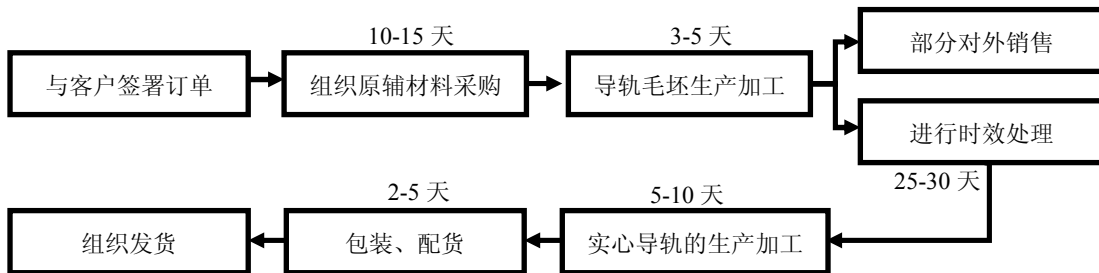 10-15 天
3-5 天
部分对外销售
与客户签署订单
组织原辅材料采购
导轨毛坯生产加工
进行时效处理
25-30 天
2-5 天
5-10 天
组织发货
包装、配货
实心导轨的生产加工